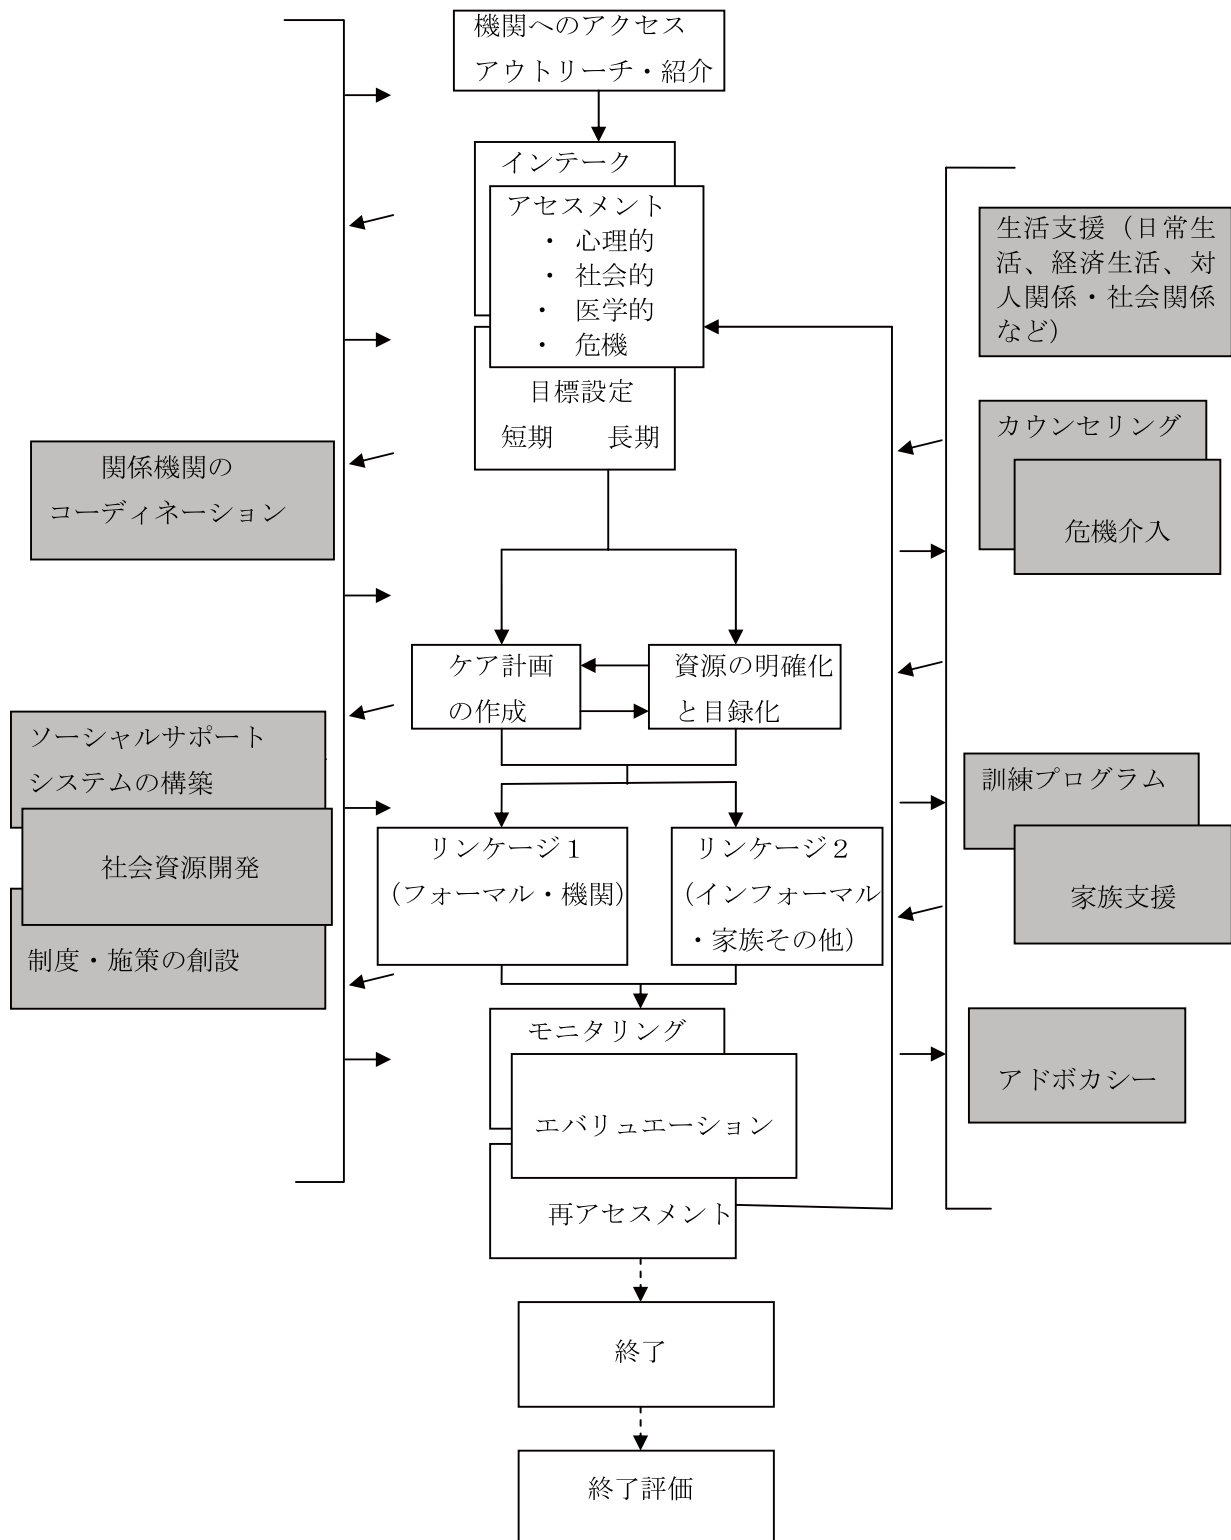 機関へのアクセス
アウトリーチ・紹介
インテーク
アセスメント
・ 心理的
・ 社会的
・ 医学的
・ 危機
目標設定
短期　　長期
ケア計画
の作成
資源の明確化
と目録化
リンケージ１
(フォーマル・機関)
リンケージ２
(インフォーマル
・家族その他）
モニタリング
エバリュエーション
再アセスメント
終了
終了評価
関係機関の
コーディネーション
ソーシャルサポート
システムの構築
社会資源開発
制度・施策の創設
生活支援（日常生
活、経済生活、対
人関係・社会関係
など）
カウンセリング
危機介入
訓練プログラム
家族支援
アドボカシー